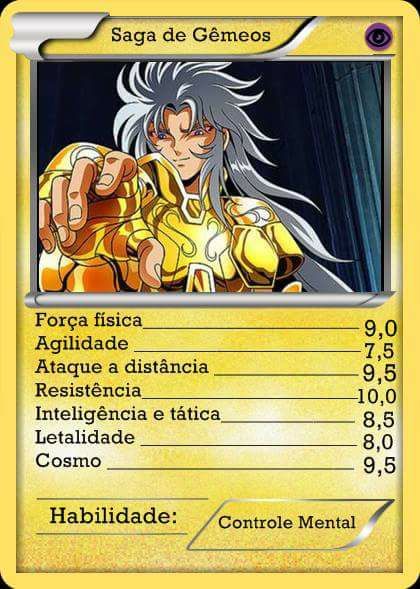 Saga de Gêmeos
Força física 9,0
Agilidade 7,5
Ataque a distância 9,5
Resistência 10,0
Inteligência e tática 8,5
Letalidade 8,0
Cosmo 9,5
Habilidade: Controle Mental